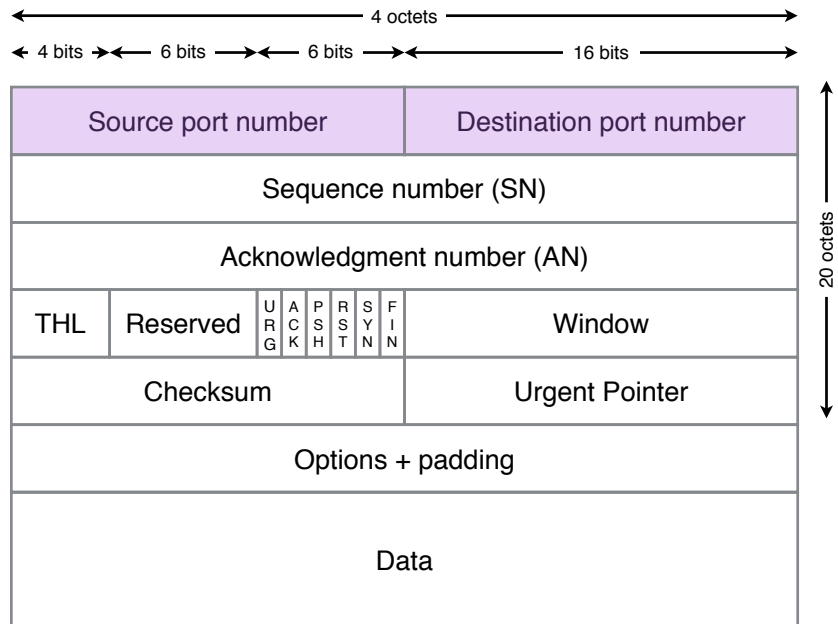 4 octets
4 bits 6 bits 6 bits 16 bits
Source port number Destination port number
Sequence number (SN)
Acknowledgment number (AN)
THL Reserved URG ACK PSH RST SYN FIN Window
Checksum Urgent Pointer
20 octets
Options + padding
Data